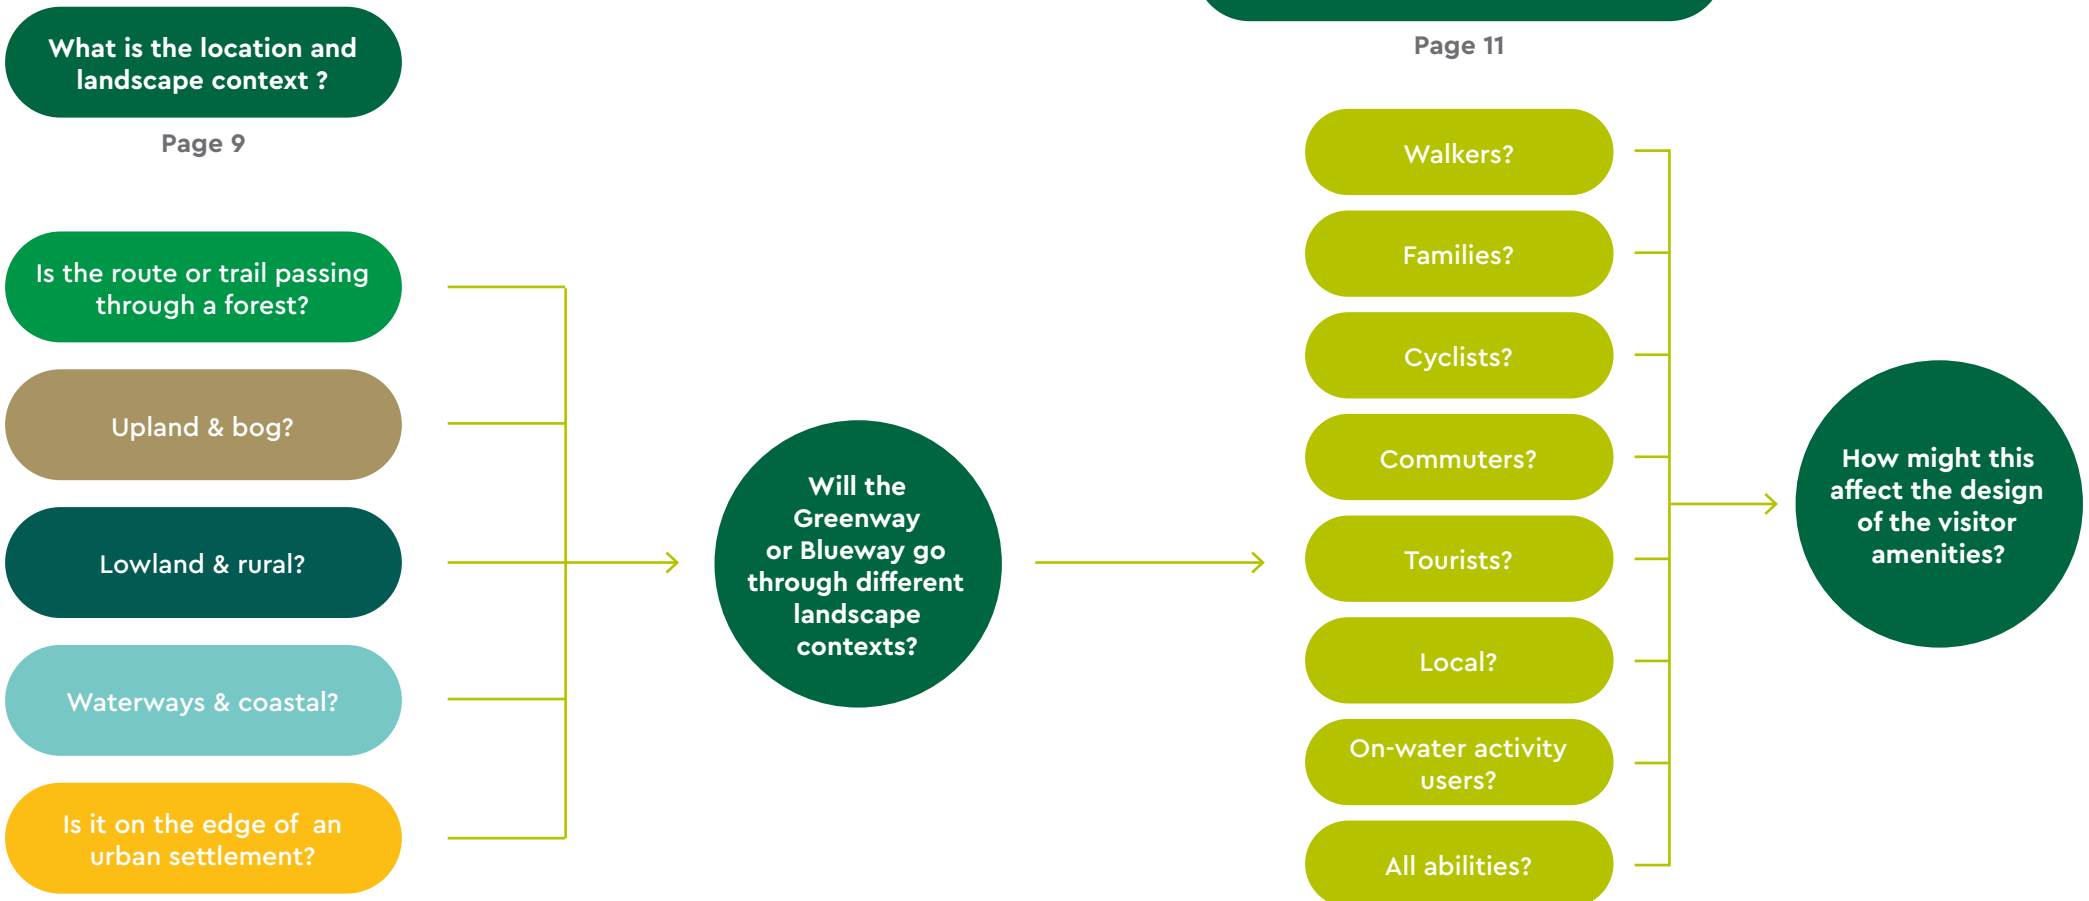 What is the location and
landscape context ?
Page 9
Is the route or trail passing
through a forest?
Upland & bog?
Lowland & rural?
Waterways & coastal?
Is it on the edge of  an
urban settlement?
Will the
Greenway
or Blueway go
through different
landscape
contexts?
Page 11
Walkers?
Families?
Cyclists?
Commuters?
Tourists?
Local?
On-water activity
users?
All abilities?
How might this
affect the design
of the visitor
amenities?